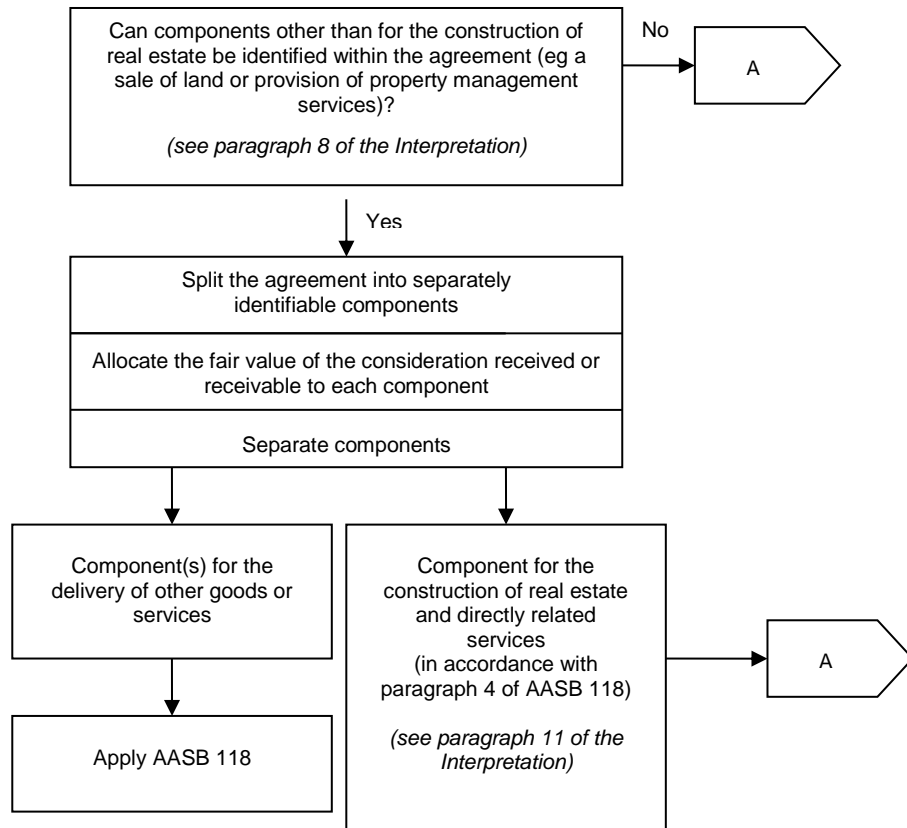 Can components other than for the construction of
real estate be identified within the agreement (eg a
sale of land or provision of property management
services)?
(see paragraph 8 of the Interpretation)
No
A
Yes
Split the agreement into separately
identifiable components
Allocate the fair value of the consideration received or
receivable to each component
Separate components
Component(s) for the
delivery of other goods or
services
Apply AASB 118
Component for the
construction of real estate
and directly related
services
(in accordance with
paragraph 4 of AASB 118)
(see paragraph 11 of the
Interpretation)
A